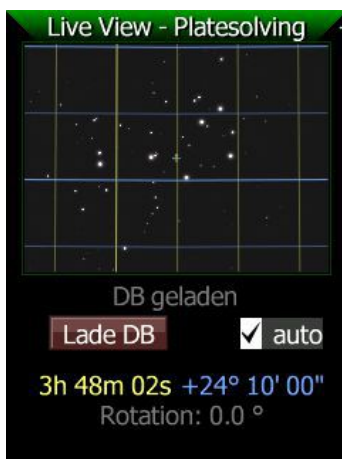 Live View - Platesolving
DB geladen
Lade DB auto
3h 48m 02s +24° 10' 00"
Rotation: 0.0 °